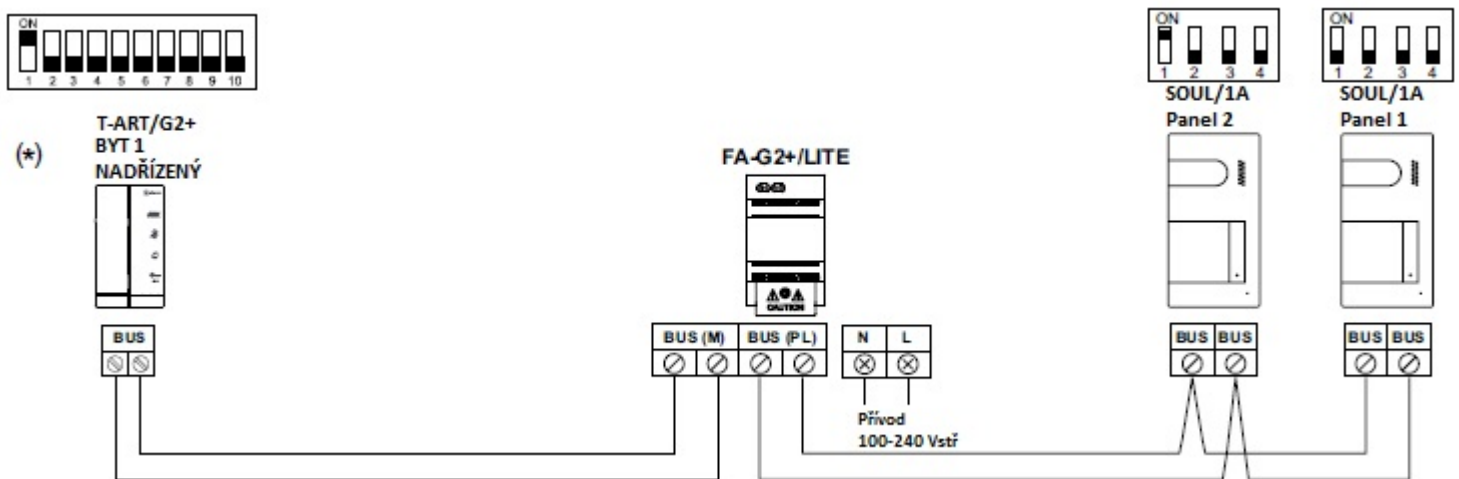 ON
1 2 3 4 5 6 7 8 9 10
T-ART/G2+
BYT 1
NADŘÍZENÝ
(*)
BUS
FA-G2+/LITE
CAUTION
BUS (M) BUS (PL) N L
Přívod
100-240 Vstř
ON
1 2 3 4
SOUL/1A
Panel 2
BUS BUS
ON
1 2 3 4
SOUL/1A
Panel 1
BUS BUS